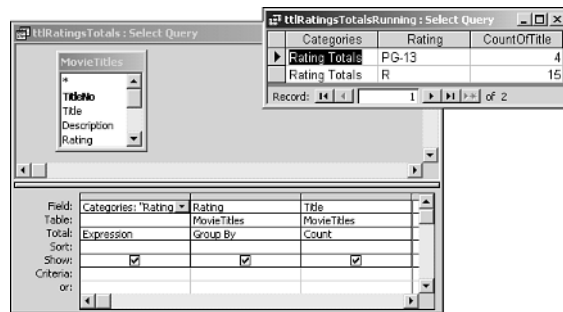 ttlRatingsTotals : Select Query
MovieTitles
*
TitleNo
Title
Description
Rating
ttlRatingsTotalsRunning : Select Query
Categories Rating CountOfTitle
Rating Totals PG-13 4
Rating Totals R 15
Record: 1 of 2
Field: Categories: "Rating Rating Title
Table: MovieTitles MovieTitles
Total: Expression Group By Count
Sort:
Show:
Criteria:
or: